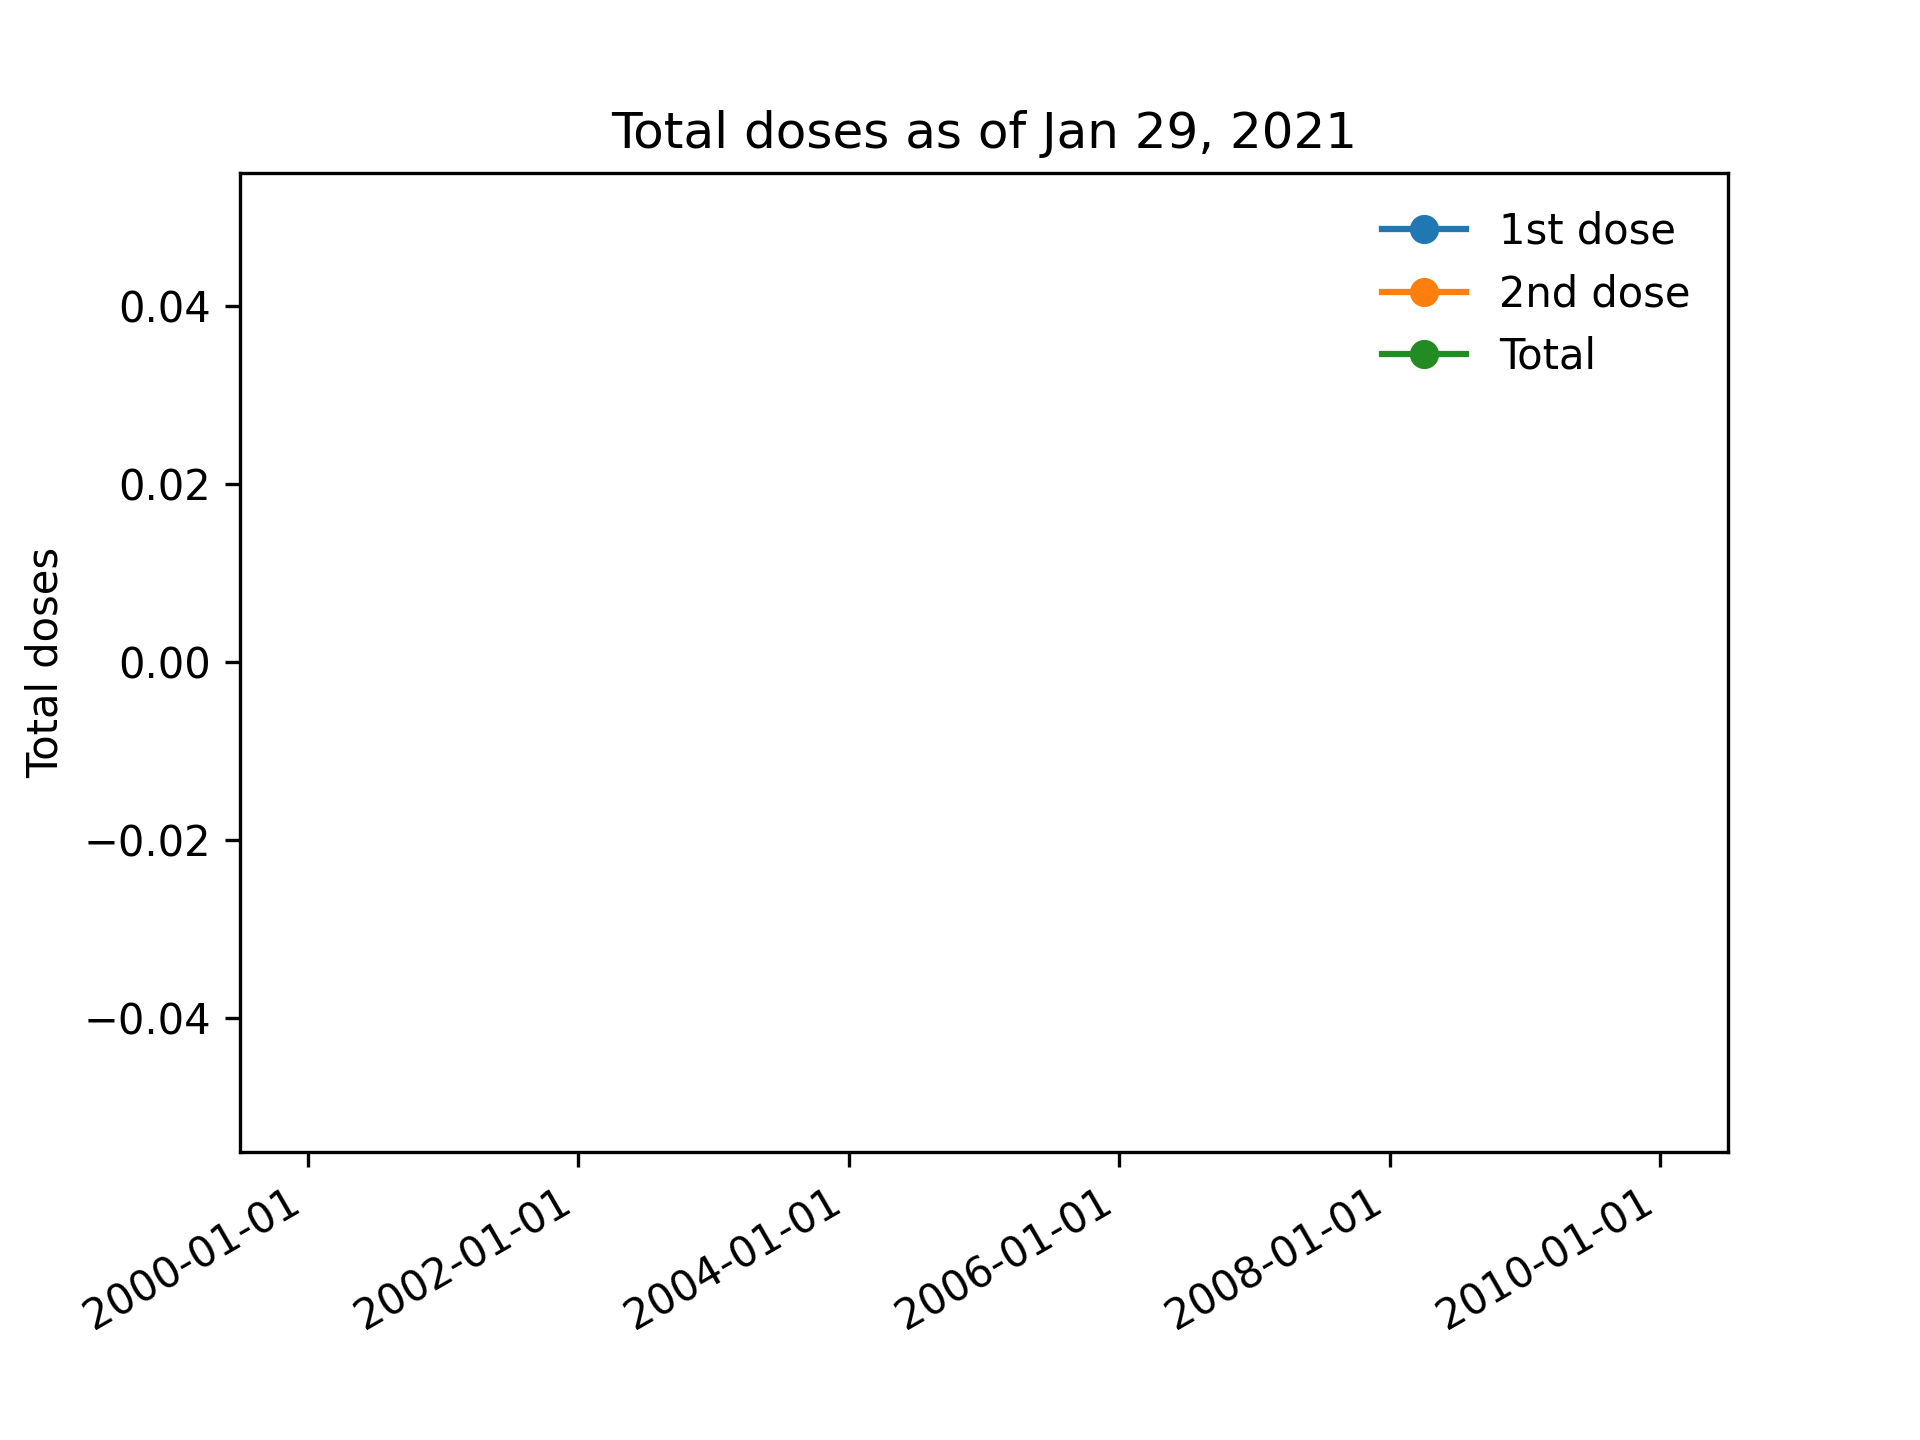 Total doses as of Jan 29, 2021
1st dose
2nd dose
Total
0.04
0.02
0.00
−0.02
−0.04
Total doses
2000-01-01
2002-01-01
2004-01-01
2006-01-01
2008-01-01
2010-01-01